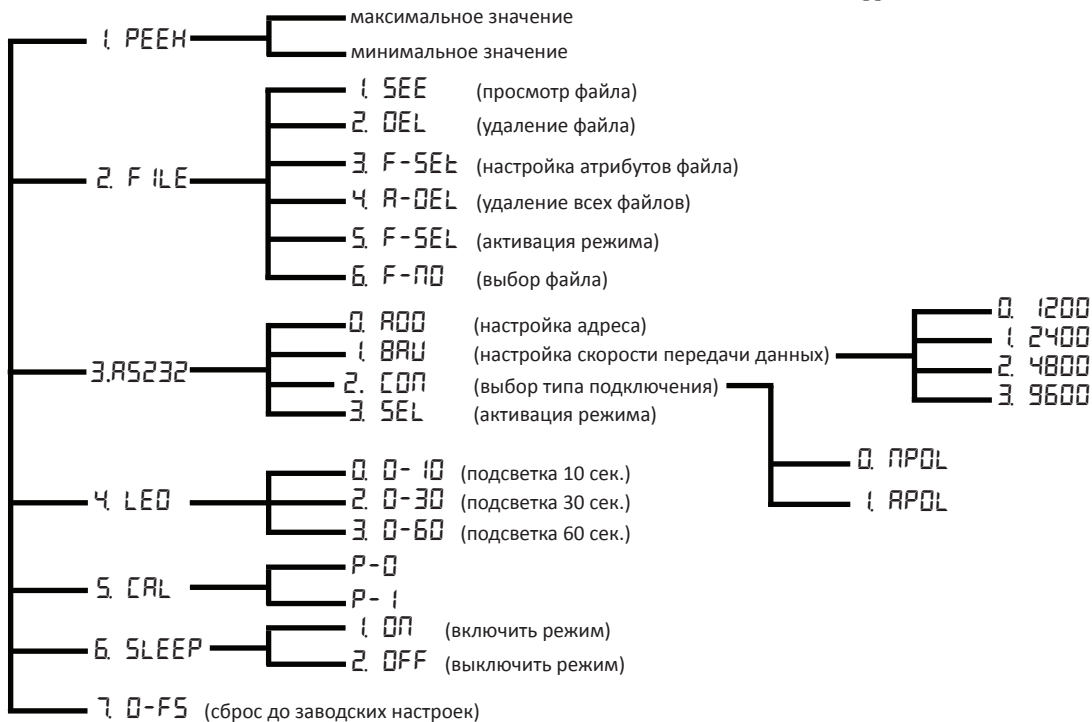 1. PEEH
максимальное значение
минимальное значение
2. FILE
1. SEE (просмотр файла)
2. DEL (удаление файла)
3. F-SEt (настройка атрибутов файла)
4. A-DEL (удаление всех файлов)
5. F-SEL (активация режима)
6. F-NO (выбор файла)
3.RS232
0. ADD (настройка адреса)
1. BAU (настройка скорости передачи данных)
0. 1200
1. 2400
2. 4800
3. 9600
2. COM (выбор типа подключения)
0. MPOL
1. APOL
3. SEL (активация режима)
4. LED
0. 0-10 (подсветка 10 сек.)
2. 0-30 (подсветка 30 сек.)
3. 0-60 (подсветка 60 сек.)
5. CAL
P-0
P-1
6. SLEEP
1. ON (включить режим)
2. OFF (выключить режим)
7. 0-FS (сброс до заводских настроек)